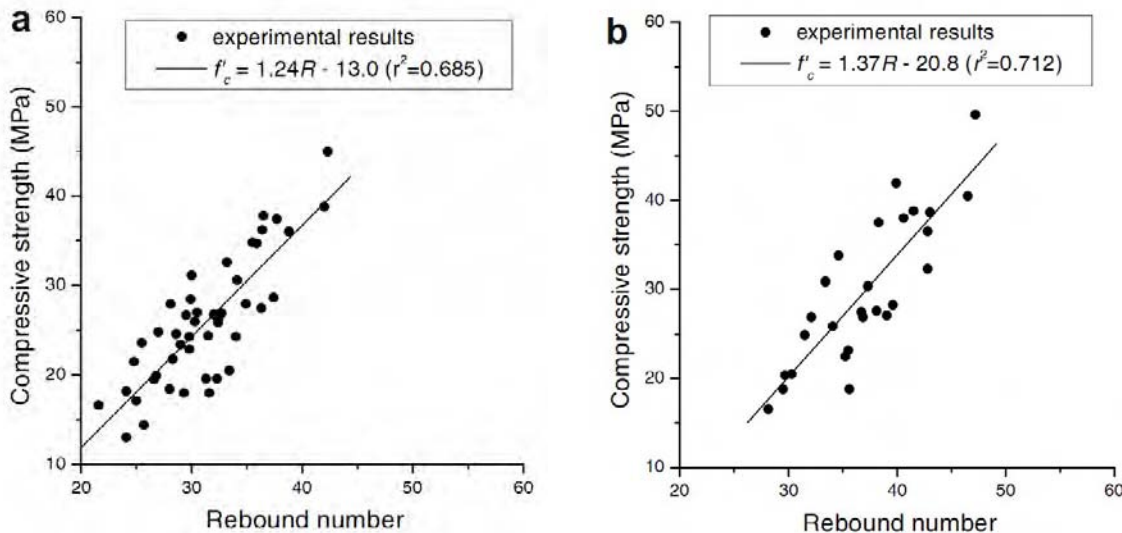 a
experimental results
f'c = 1.24R - 13.0 (r²=0.685)
Compressive strength (MPa)
60
50
40
30
20
10
20
30
40
50
60
Rebound number
b
experimental results
f'c = 1.37R - 20.8 (r²=0.712)
Compressive strength (MPa)
60
50
40
30
20
10
20
30
40
50
60
Rebound number